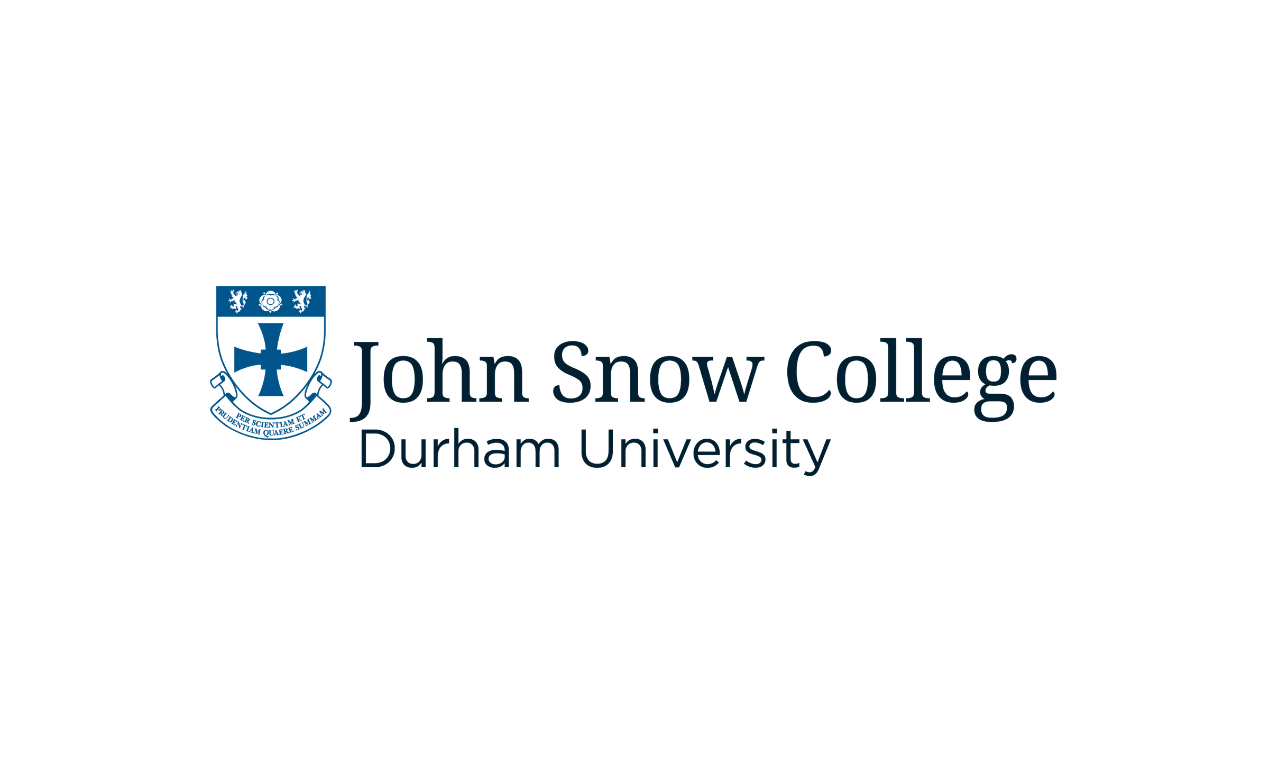 John Snow College
Durham University
PER SCIENTIAM ET
PRUDENTIAM QUAERE SUMMAM